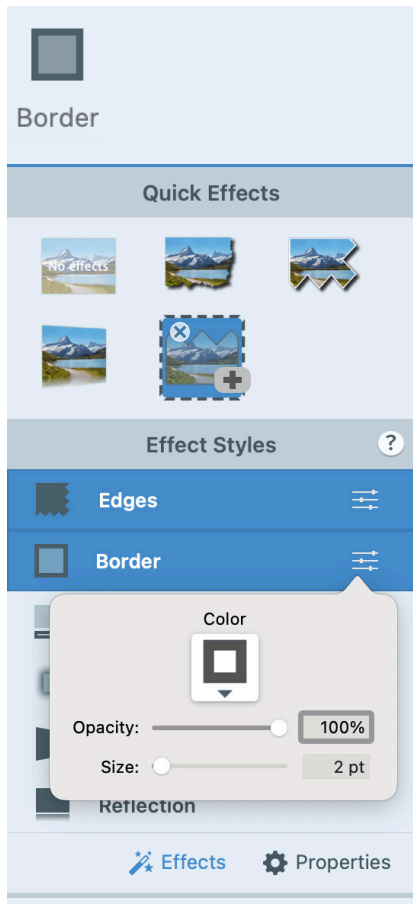 Border
Quick Effects
No effects
Effect Styles ?
Edges
Border
Color
Opacity: 100%
Size: 2 pt
Reflection
Effects Properties